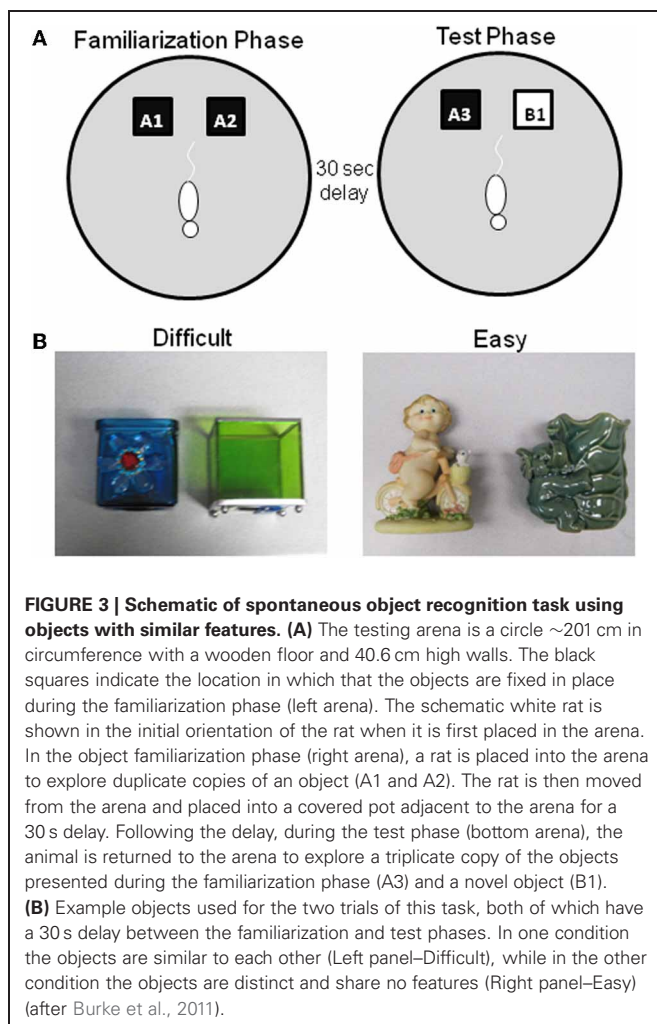 A
Familiarization Phase
Test Phase
A1
A2
A3
B1
30 sec
delay
B
Difficult
Easy
FIGURE 3 | Schematic of spontaneous object recognition task using
objects with similar features. (A) The testing arena is a circle ∼201 cm in
circumference with a wooden floor and 40.6 cm high walls. The black
squares indicate the location in which that the objects are fixed in place
during the familiarization phase (left arena). The schematic white rat is
shown in the initial orientation of the rat when it is first placed in the arena.
In the object familiarization phase (right arena), a rat is placed into the arena
to explore duplicate copies of an object (A1 and A2). The rat is then moved
from the arena and placed into a covered pot adjacent to the arena for a
30 s delay. Following the delay, during the test phase (bottom arena), the
animal is returned to the arena to explore a triplicate copy of the objects
presented during the familiarization phase (A3) and a novel object (B1).
(B) Example objects used for the two trials of this task, both of which have
a 30 s delay between the familiarization and test phases. In one condition
the objects are similar to each other (Left panel–Difficult), while in the other
condition the objects are distinct and share no features (Right panel–Easy)
(after Burke et al., 2011).